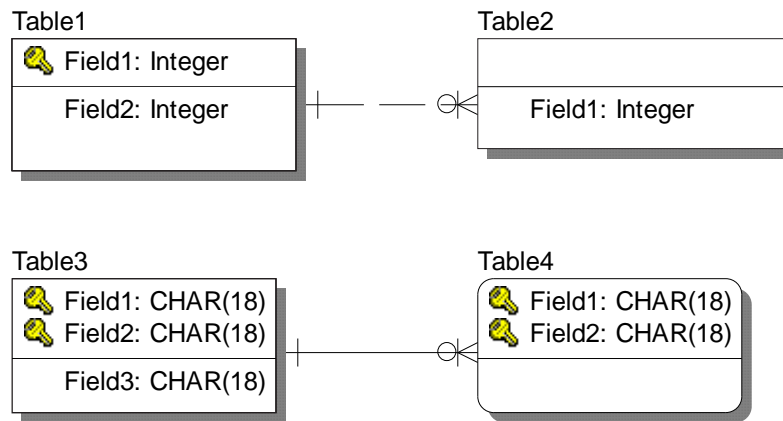 Table1
Field1: Integer
Field2: Integer
Table2
Field1: Integer
Table3
Field1: CHAR(18)
Field2: CHAR(18)
Field3: CHAR(18)
Table4
Field1: CHAR(18)
Field2: CHAR(18)